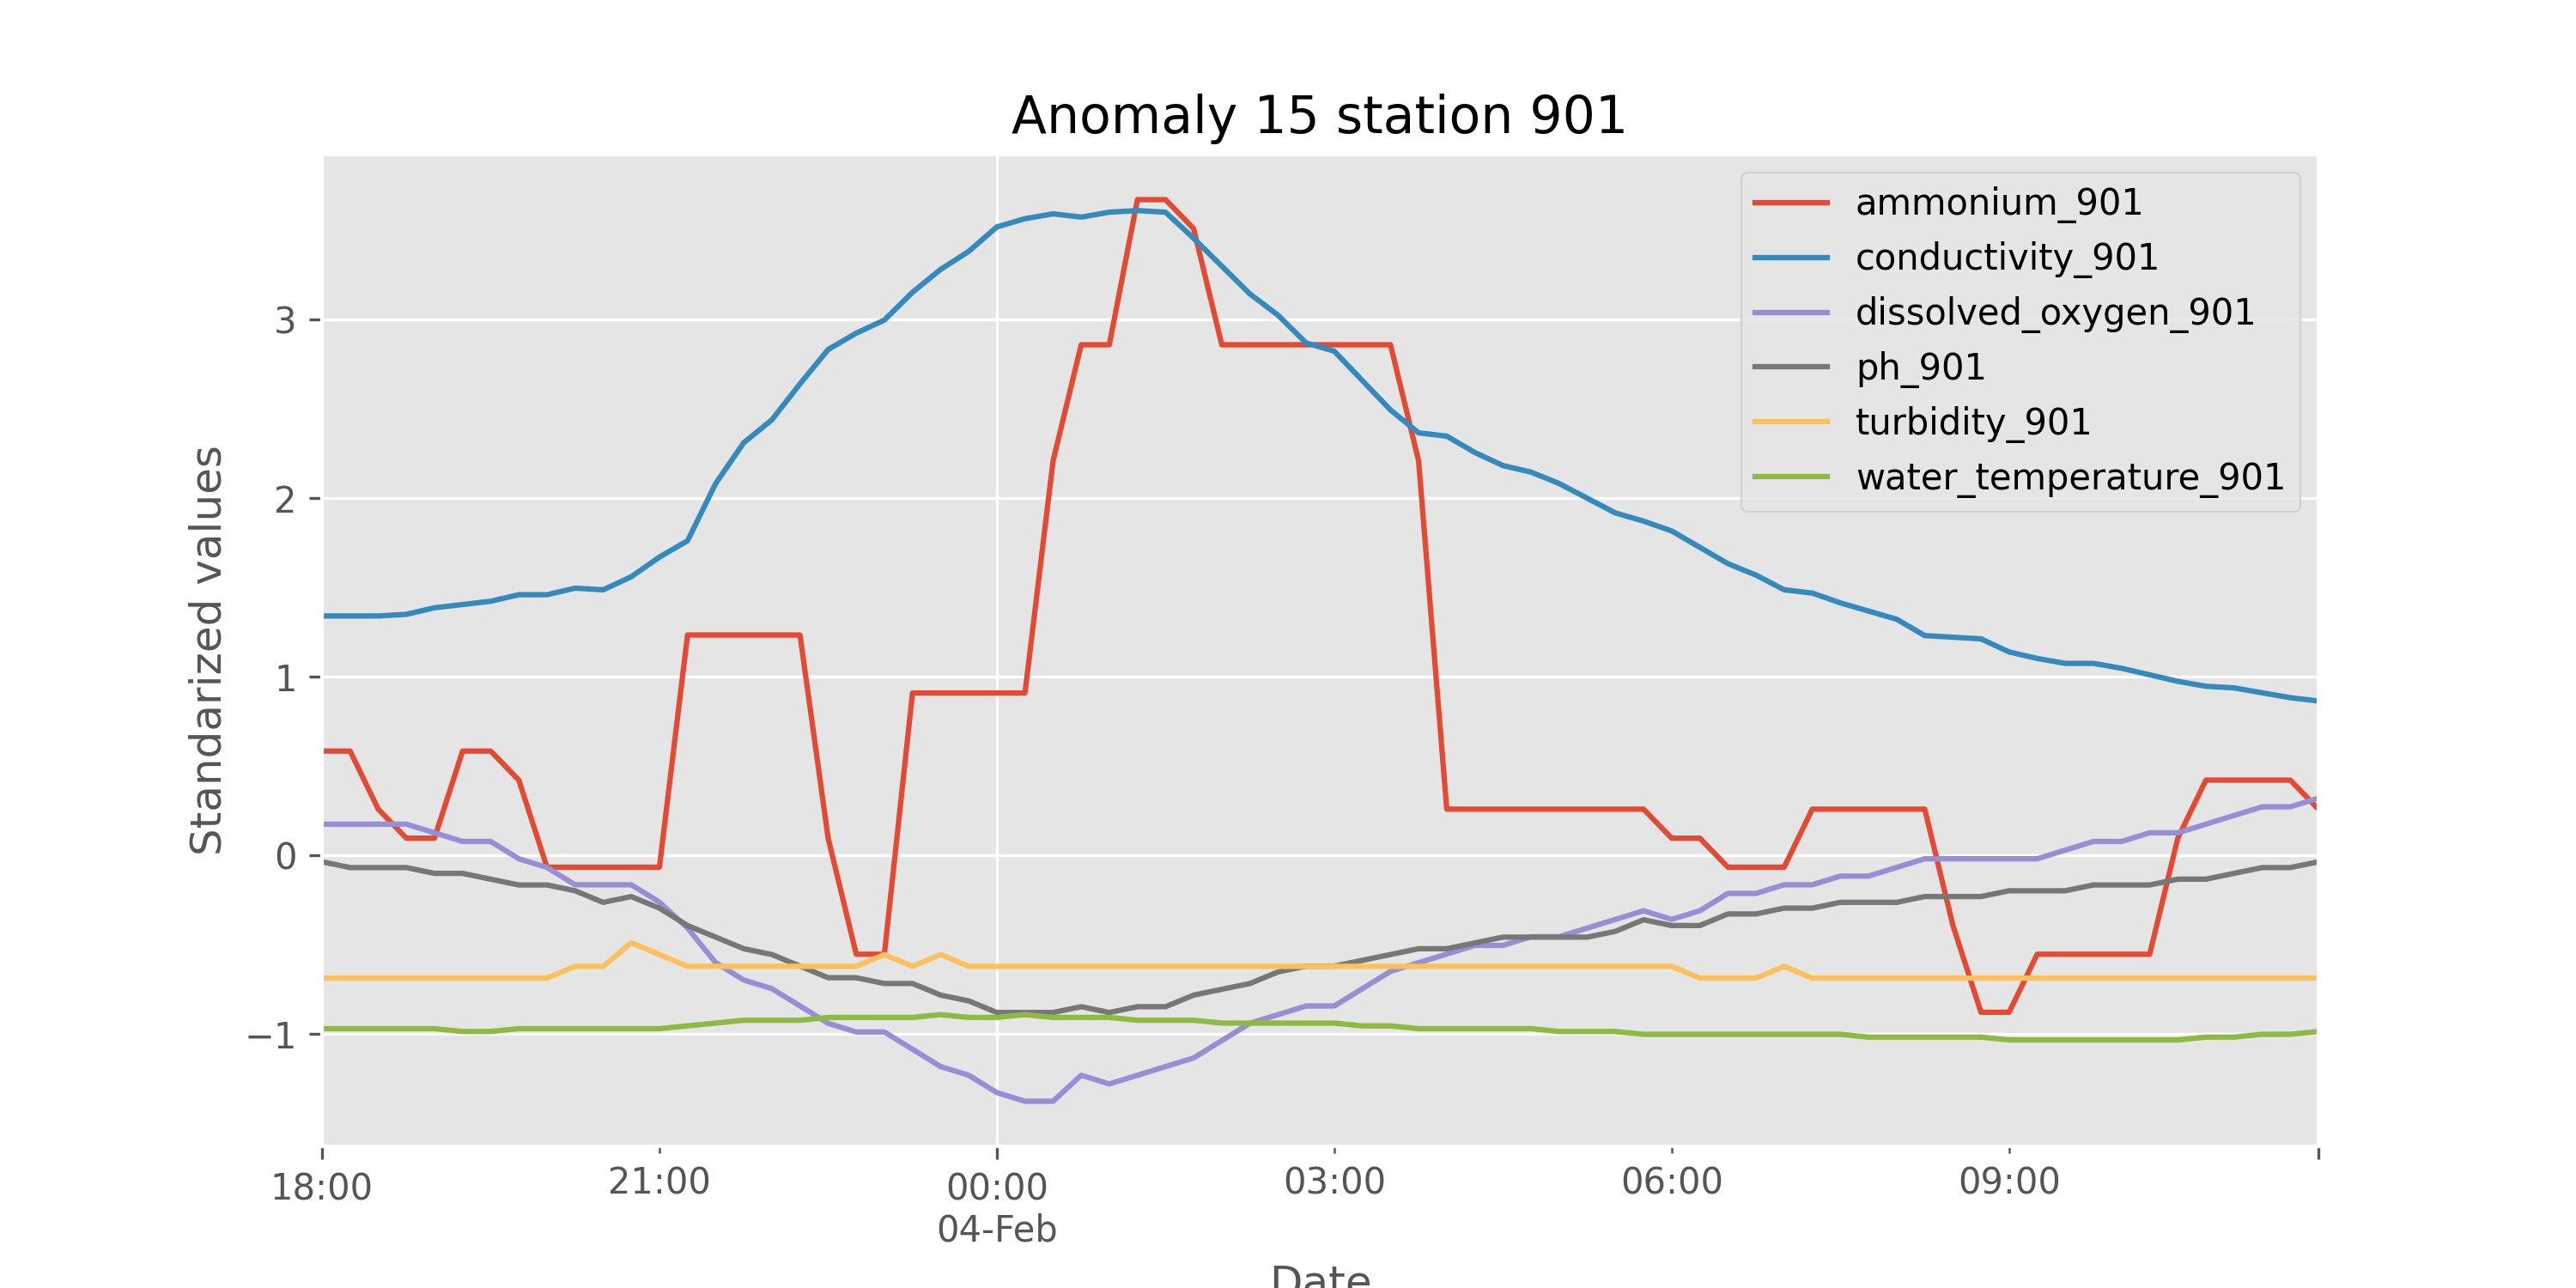 Anomaly 15 station 901
ammonium_901
conductivity_901
dissolved_oxygen_901
ph_901
turbidity_901
water_temperature_901
Standarized values
3
2
1
0
−1
18:00
21:00
00:00
03:00
06:00
09:00
04-Feb
Date